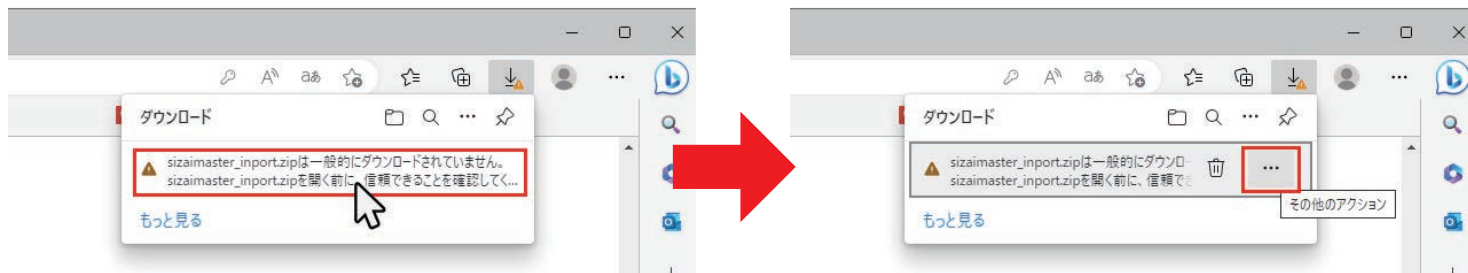 ダウンロード
sizaimaster_inport.zipは一般的にダウンロードされていません。
sizaimaster_inport.zipを開く前に、信頼できることを確認してく...
もっと見る
ダウンロード
sizaimaster_inport.zipは一般的にダウンロー
sizaimaster_inport.zipを開く前に、信頼でき
その他のアクション
もっと見る